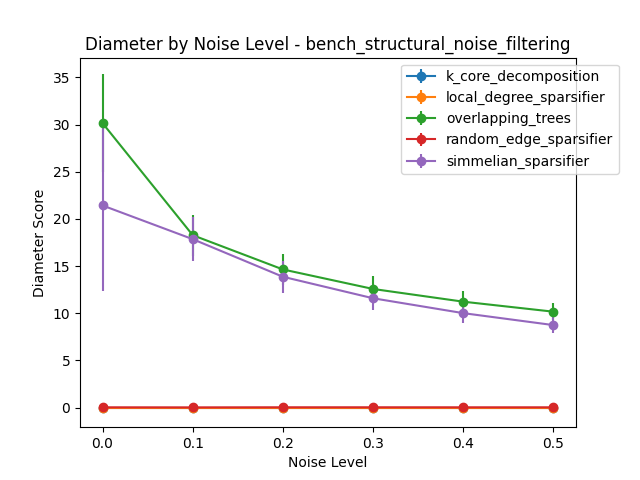 Diameter by Noise Level - bench_structural_noise_filtering
k_core_decomposition
local_degree_sparsifier
overlapping_trees
random_edge_sparsifier
simmelian_sparsifier
Diameter Score
35
30
25
20
15
10
5
0
0.0 0.1 0.2 0.3 0.4 0.5
Noise Level